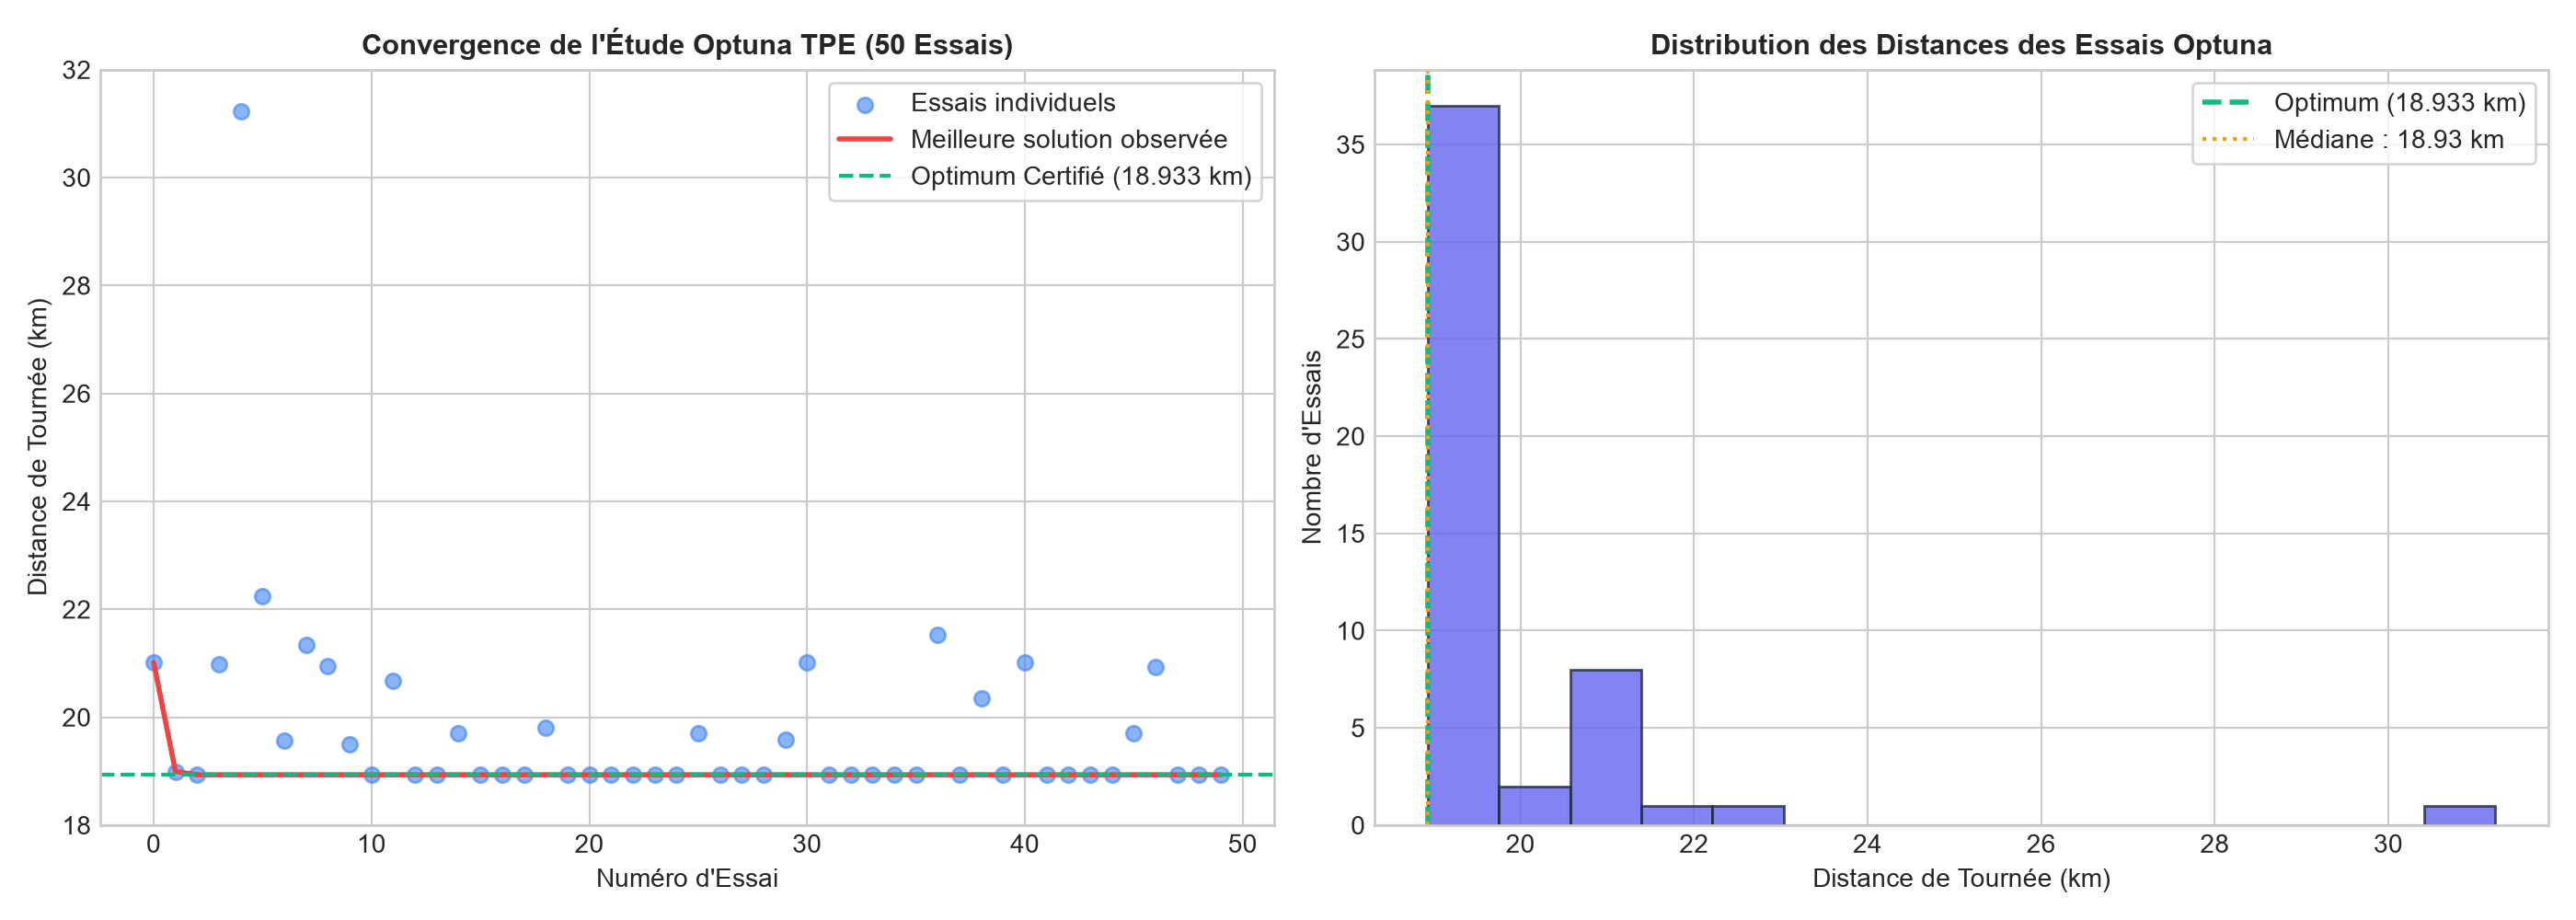 Convergence de l'Étude Optuna TPE (50 Essais)
Distance de Tournée (km)
32
30
28
26
24
22
20
18
Essais individuels
Meilleure solution observée
Optimum Certifié (18.933 km)
0 10 20 30 40 50
Numéro d'Essai
Distribution des Distances des Essais Optuna
Nombre d'Essais
35
30
25
20
15
10
5
0
Optimum (18.933 km)
Médiane : 18.93 km
20 22 24 26 28 30
Distance de Tournée (km)